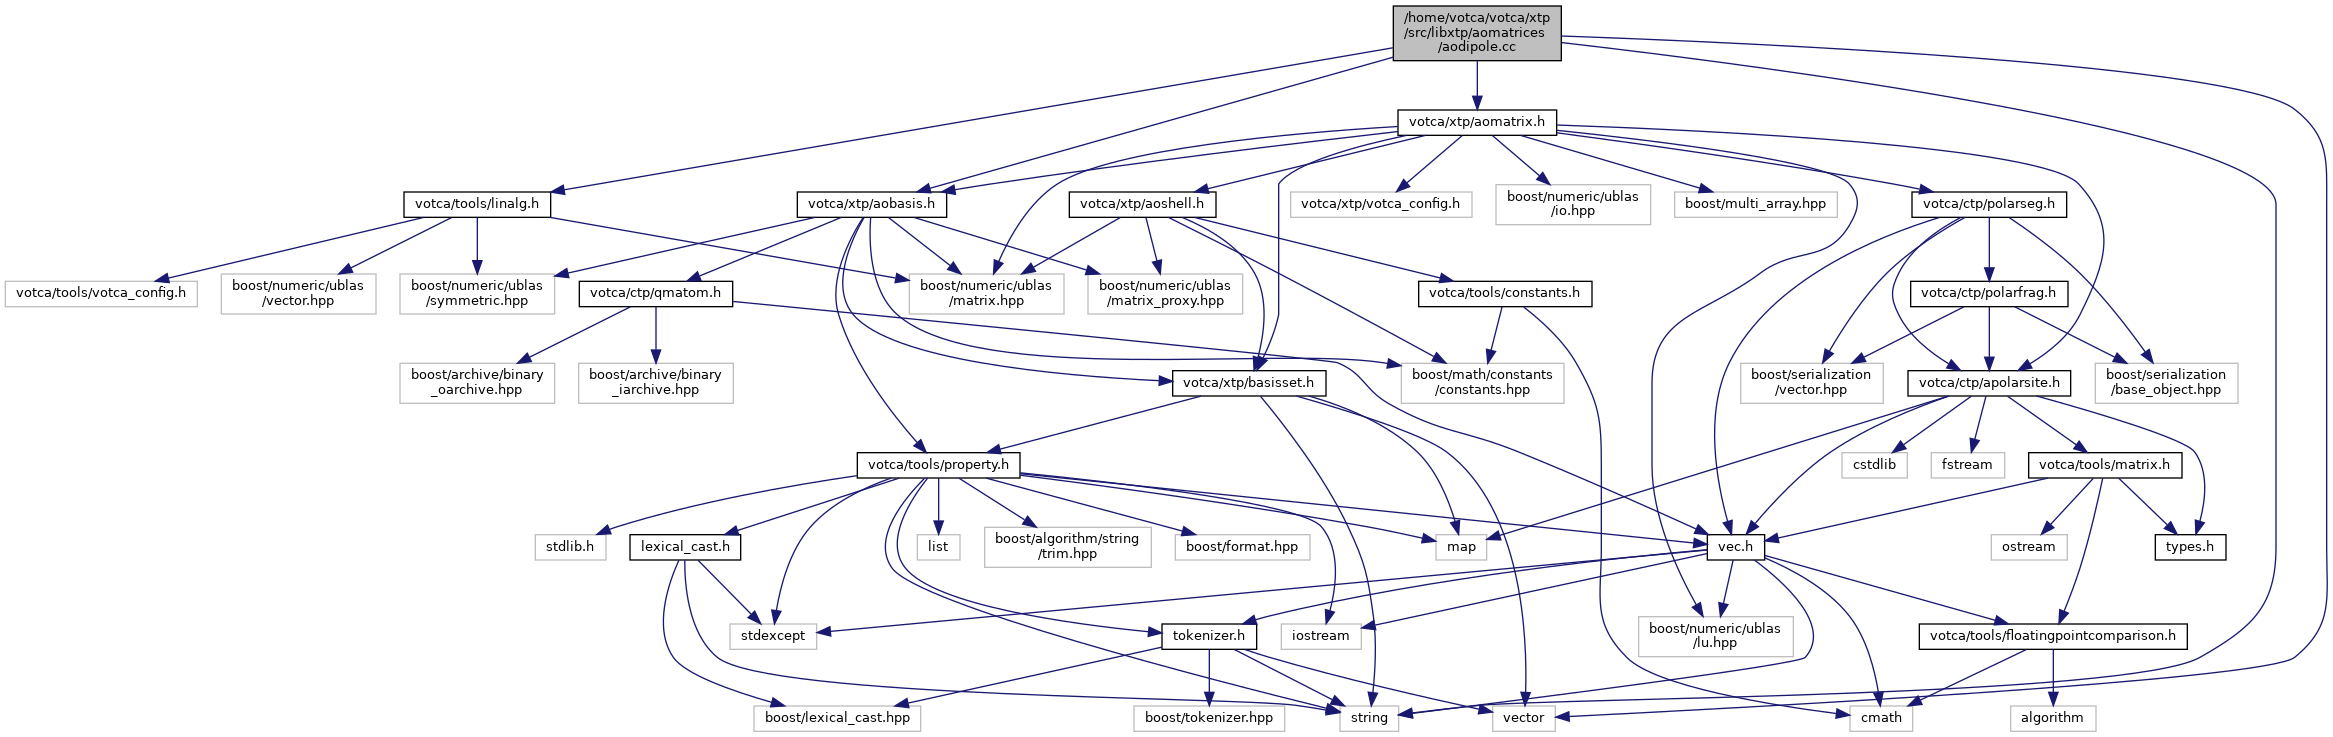 /home/votca/votca/xtp
/src/libxtp/aomatrices
/aodipole.cc
votca/xtp/aomatrix.h
votca/tools/linalg.h
votca/xtp/aobasis.h
votca/xtp/aoshell.h
votca/xtp/votca_config.h
boost/numeric/ublas
/io.hpp
boost/multi_array.hpp
votca/ctp/polarseg.h
votca/tools/votca_config.h
boost/numeric/ublas
/vector.hpp
boost/numeric/ublas
/symmetric.hpp
votca/ctp/qmatom.h
boost/numeric/ublas
/matrix.hpp
boost/numeric/ublas
/matrix_proxy.hpp
votca/tools/constants.h
votca/ctp/polarfrag.h
boost/archive/binary
_oarchive.hpp
boost/archive/binary
_iarchive.hpp
votca/xtp/basisset.h
boost/math/constants
/constants.hpp
boost/serialization
/vector.hpp
votca/ctp/apolarsite.h
boost/serialization
/base_object.hpp
votca/tools/property.h
cstdlib
fstream
votca/tools/matrix.h
stdlib.h
lexical_cast.h
list
boost/algorithm/string
/trim.hpp
boost/format.hpp
map
vec.h
ostream
types.h
stdexcept
tokenizer.h
iostream
boost/numeric/ublas
/lu.hpp
votca/tools/floatingpointcomparison.h
boost/lexical_cast.hpp
boost/tokenizer.hpp
string
vector
cmath
algorithm